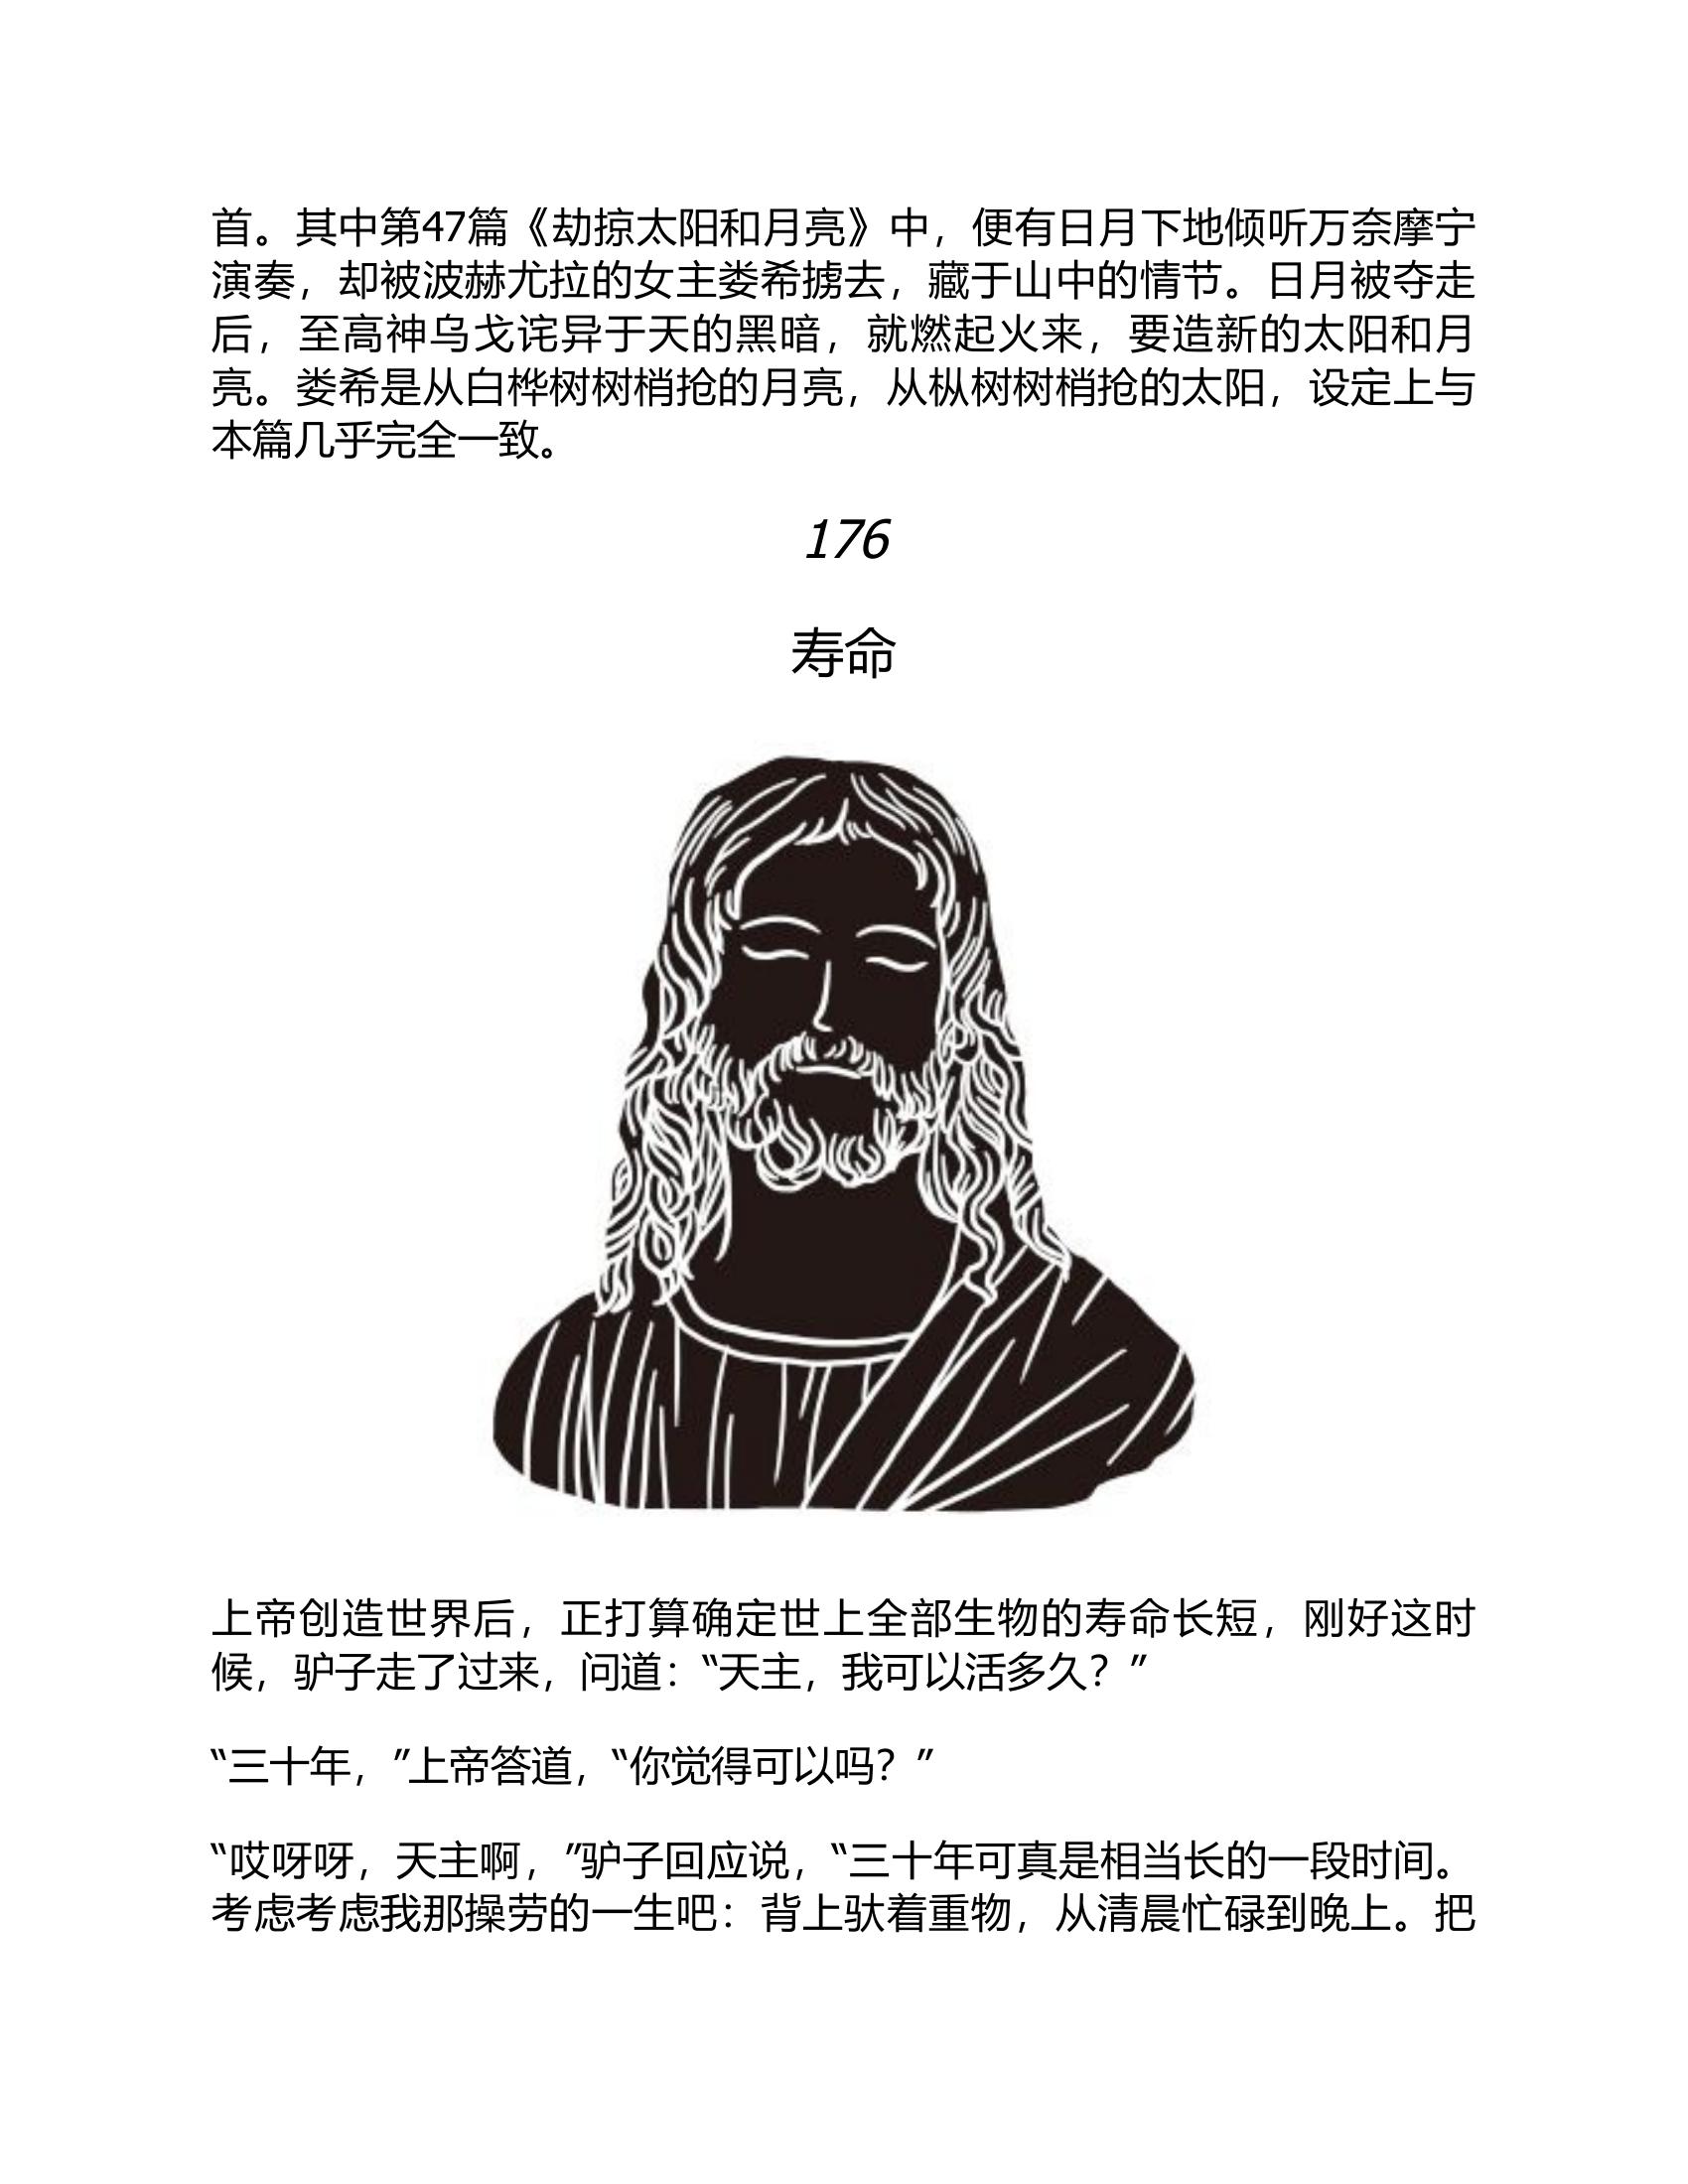 首。其中第47篇《劫掠太阳和月亮》中，便有日月下地倾听万奈摩宁
演奏，却被波赫尤拉的女主娄希掳去，藏于山中的情节。日月被夺走
后，至高神乌戈诧异于天的黑暗，就燃起火来，要造新的太阳和月
亮。娄希是从白桦树树梢抢的月亮，从枞树树梢抢的太阳，设定上与
本篇几乎完全一致。
176
寿命
上帝创造世界后，正打算确定世上全部生物的寿命长短，刚好这时
候，驴子走了过来，问道：“天主，我可以活多久？”
“三十年，”上帝答道，“你觉得可以吗？”
“哎呀呀，天主啊，”驴子回应说，“三十年可真是相当长的一段时间。
考虑考虑我那操劳的一生吧：背上驮着重物，从清晨忙碌到晚上。把